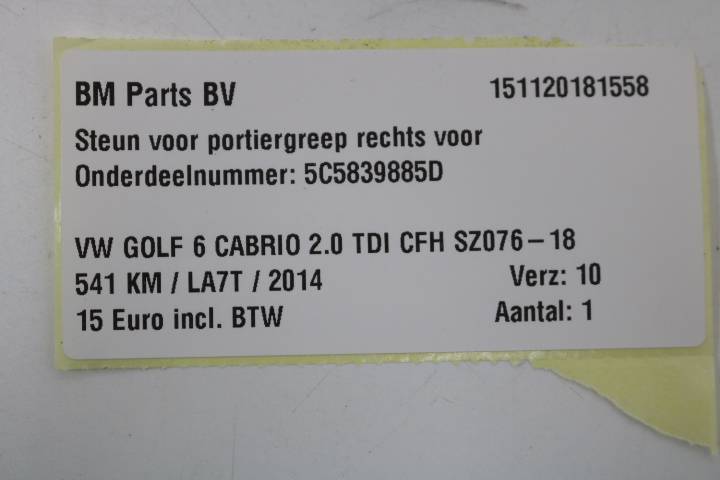 BM Parts BV 151120181558
Steun voor portiergreep rechts voor
Onderdeelnummer: 5C5839885D
VW GOLF 6 CABRIO 2.0 TDI CFH SZ076-18
541 KM / LA7T / 2014 Verz: 10
15 Euro incl. BTW Aantal: 1